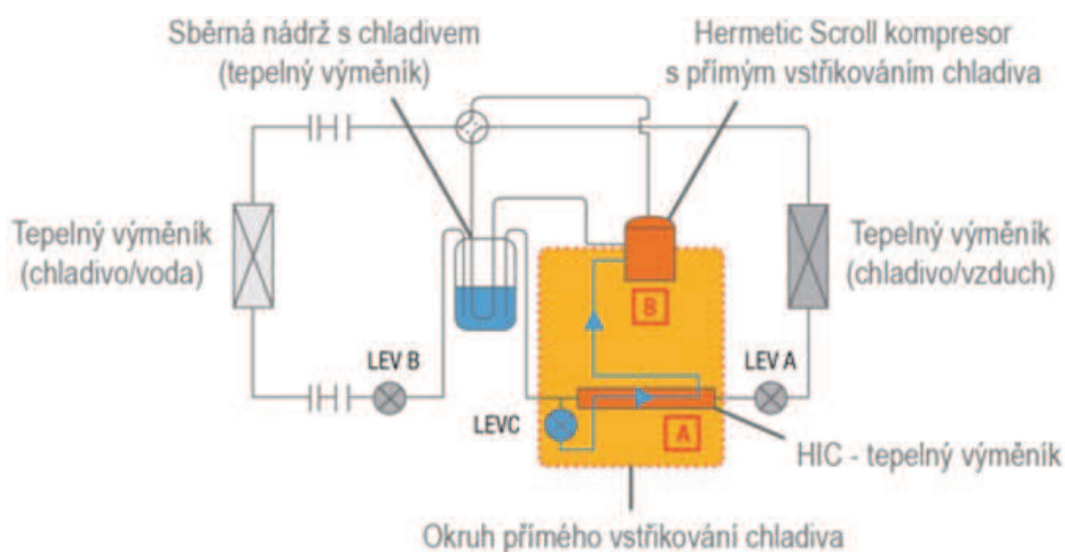 Sběrná nádrž s chladivem
(tepelný výměník)
Hermetic Scroll kompresor
s přímým vstřikováním chladiva
Tepelný výměník
(chladivo/voda)
Tepelný výměník
(chladivo/vzduch)
B
LEV B
LEV A
LEVC
A
HIC - tepelný výměník
Okruh přímého vstřikování chladiva